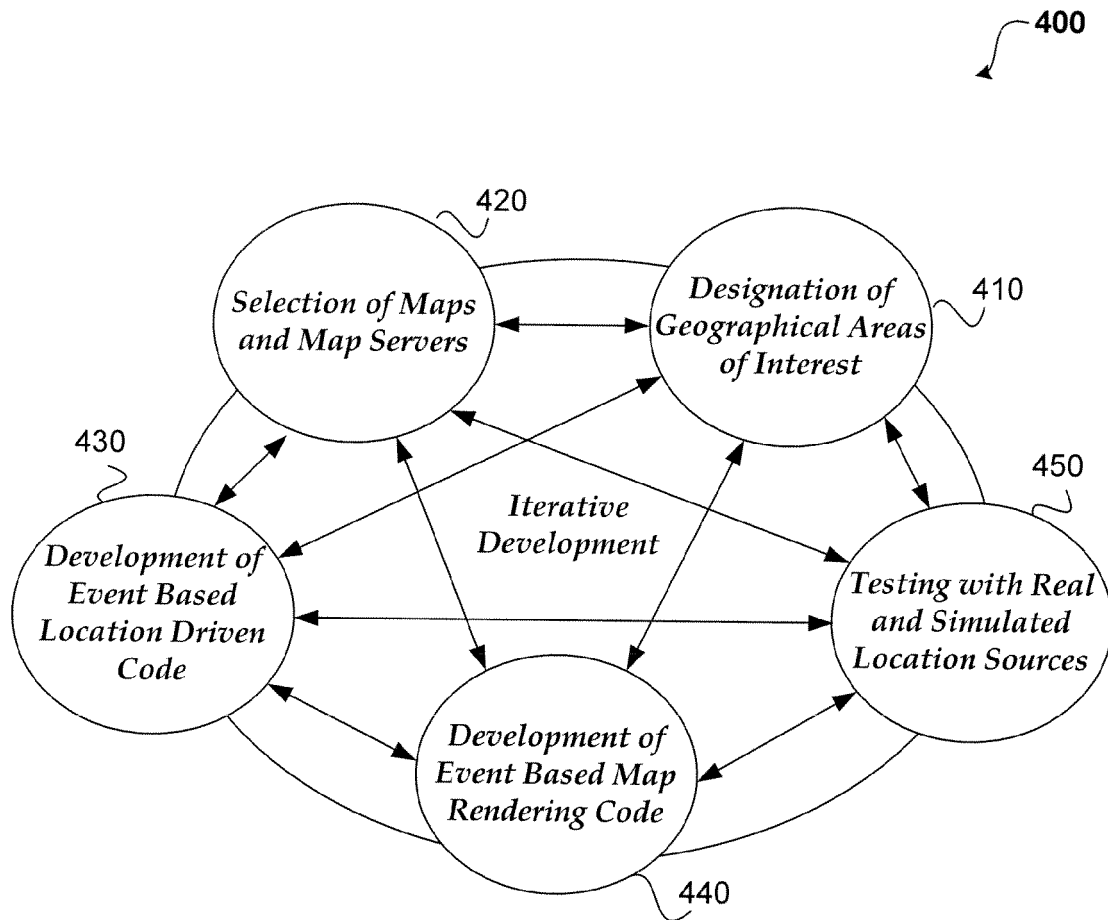 400
420
Selection of Maps
and Map Servers
Designation of
Geographical Areas
of Interest
410
430
Development of
Event Based
Location Driven
Code
Iterative
Development
450
Testing with Real
and Simulated
Location Sources
Development of
Event Based Map
Rendering Code
440